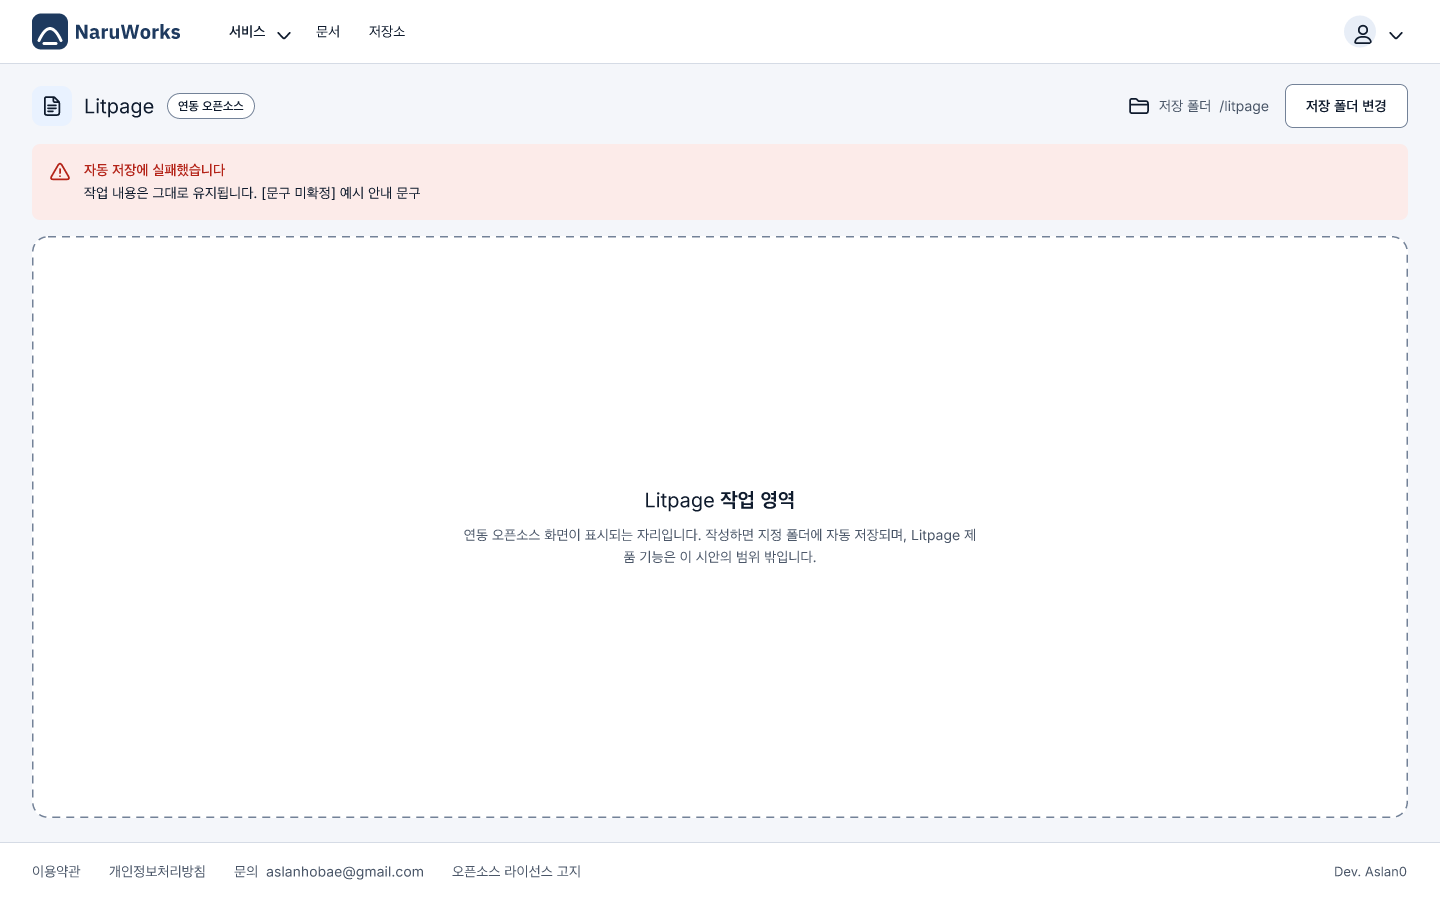 NaruWorks
서비스
문서
저장소
Litpage
연동 오픈소스
저장 폴더 /litpage
저장 폴더 변경
자동 저장에 실패했습니다
작업 내용은 그대로 유지됩니다. [문구 미확정] 예시 안내 문구
Litpage 작업 영역
연동 오픈소스 화면이 표시되는 자리입니다. 작성하면 지정 폴더에 자동 저장되며, Litpage 제
품 기능은 이 시안의 범위 밖입니다.
이용약관
개인정보처리방침
문의 aslanhobae@gmail.com
오픈소스 라이선스 고지
Dev. Aslan0